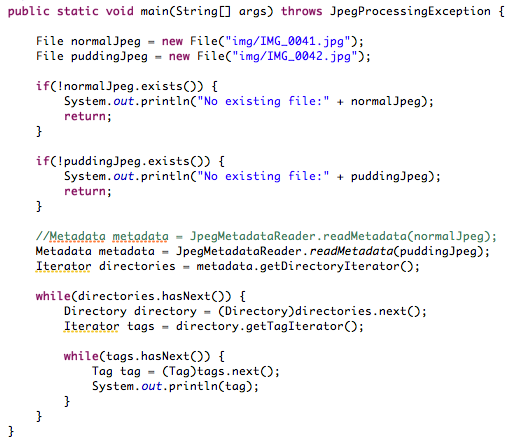 public static void main(String[] args) throws JpegProcessingException {
File normalJpeg = new File("img/IMG_0041.jpg");
File puddingJpeg = new File("img/IMG_0042.jpg");
if(!normalJpeg.exists()) {
System.out.println("No existing file:" + normalJpeg);
return;
}
if(!puddingJpeg.exists()) {
System.out.println("No existing file:" + puddingJpeg);
return;
}
//Metadata metadata = JpegMetadataReader.readMetadata(normalJpeg);
Metadata metadata = JpegMetadataReader.readMetadata(puddingJpeg);
Iterator directories = metadata.getDirectoryIterator();
while(directories.hasNext()) {
Directory directory = (Directory)directories.next();
Iterator tags = directory.getTagIterator();
while(tags.hasNext()) {
Tag tag = (Tag)tags.next();
System.out.println(tag);
}
}
}